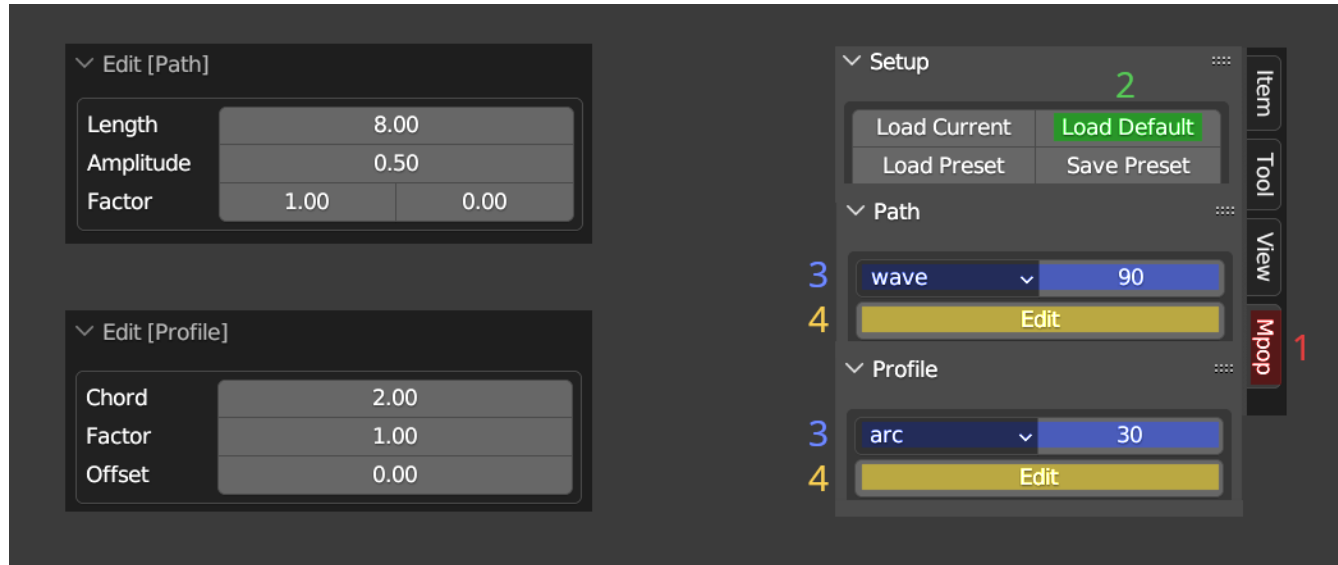 Edit [Path]
Length 8.00
Amplitude 0.50
Factor 1.00 0.00
Edit [Profile]
Chord 2.00
Factor 1.00
Offset 0.00
Setup
2
Load Current Load Default
Load Preset Save Preset
Path
3 wave 90
4 Edit
Profile
3 arc 30
4 Edit
Item
Tool
View
Mpop 1